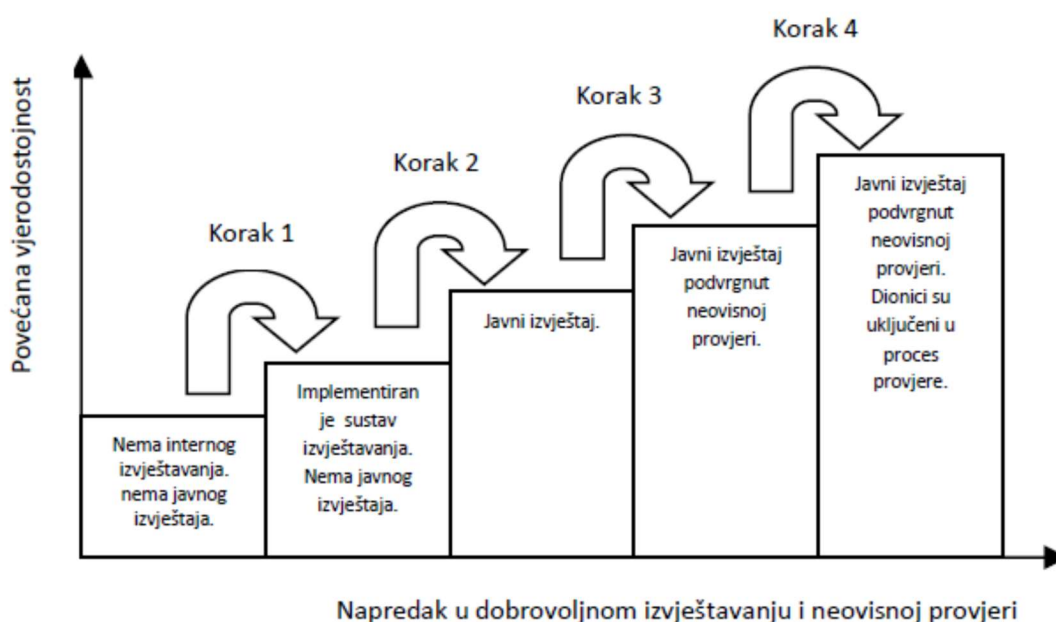 Korak 4
Korak 3
Korak 2
Korak 1
Povećana vjerodostojnost
Nema internog
izvještavanja.
nema javnog
izvještaja.
Implementiran
je sustav
izvještavanja.
Nema javnog
izvještaja.
Javni izvještaj.
Javni izvještaj
podvrgnut
neovisnoj
provjeri.
Javni izvještaj
podvrgnut
neovisnoj
provjeri.
Dionici su
uključeni u
proces
provjere.
Napredak u dobrovoljnom izvještavanju i neovisnoj provjeri